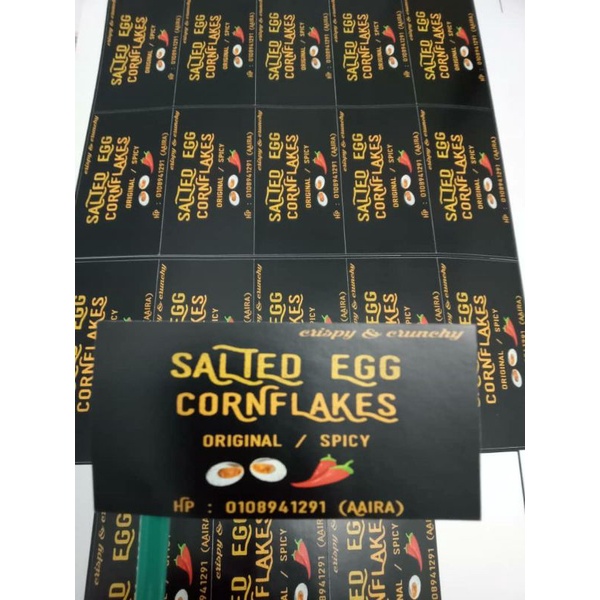 crispy & crunchy
SALTED EGG
CORNFLAKES
ORIGINAL / SPICY
HP : 0108941291 (AAIRA)